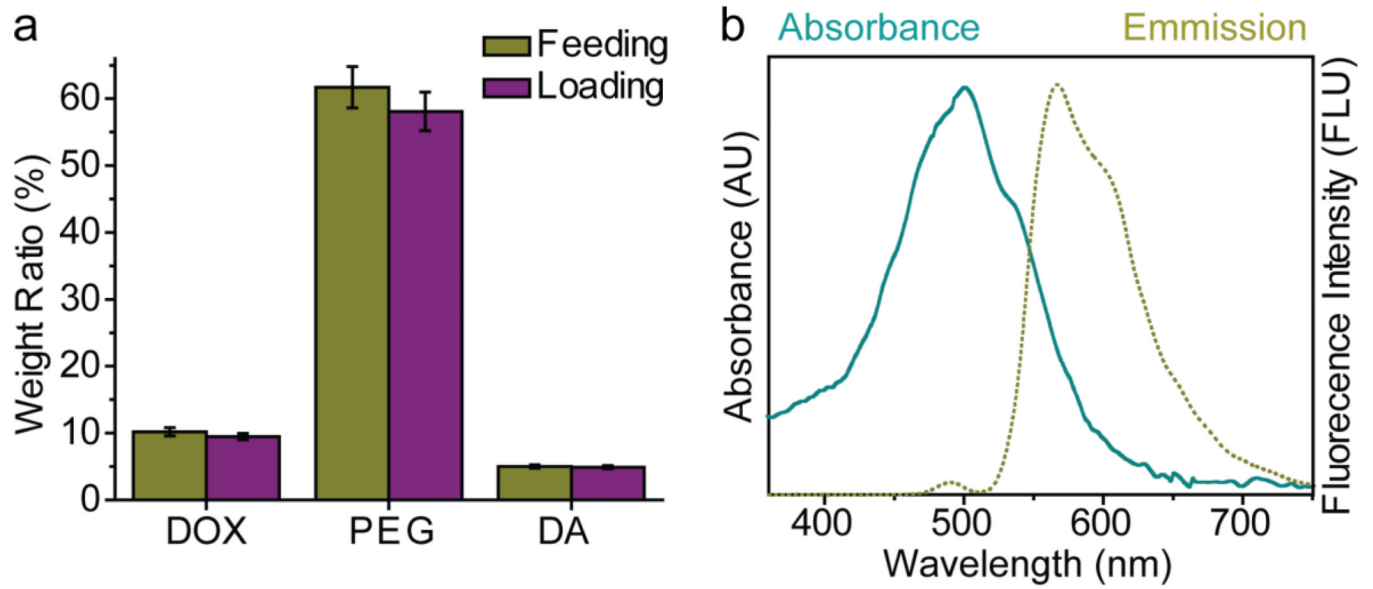 a
Feeding
Loading
Weight Ratio (%)
60
50
40
30
20
10
0
DOX PEG DA
b
Absorbance Emmission
Absorbance (AU)
Fluorecence Intensity (FLU)
400 500 600 700
Wavelength (nm)